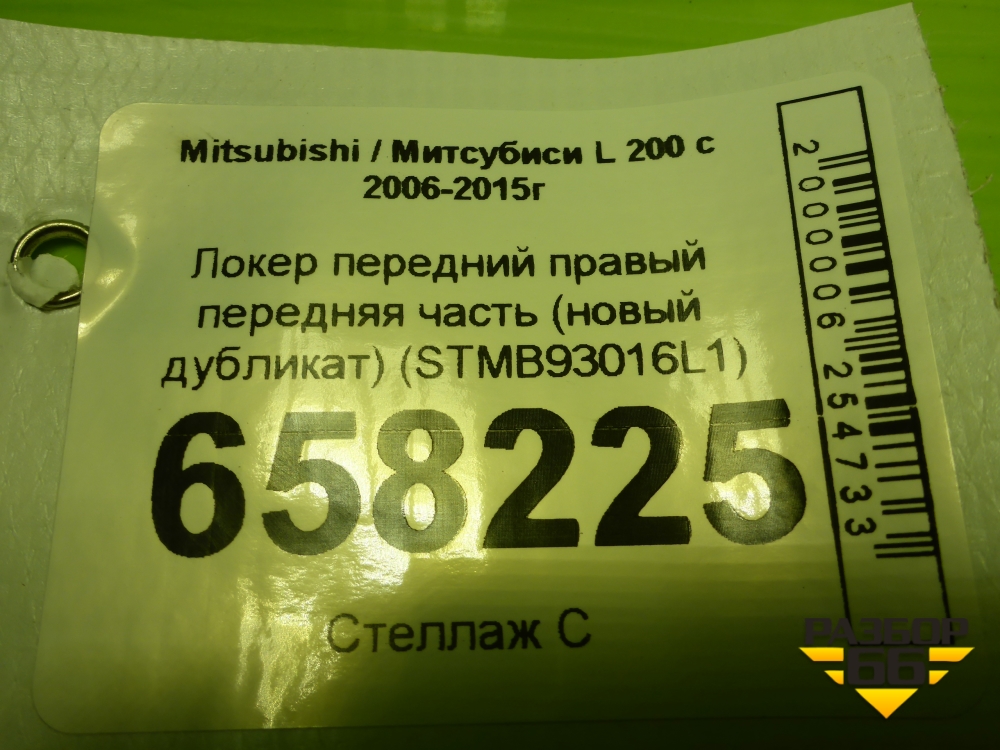 Mitsubishi / Митсубиси L 200 с
2006-2015г
Локер передний правый
передняя часть (новый
дубликат) (STMB93016L1)
658225
Стеллаж С
2000006254733
РАЗБОР
66